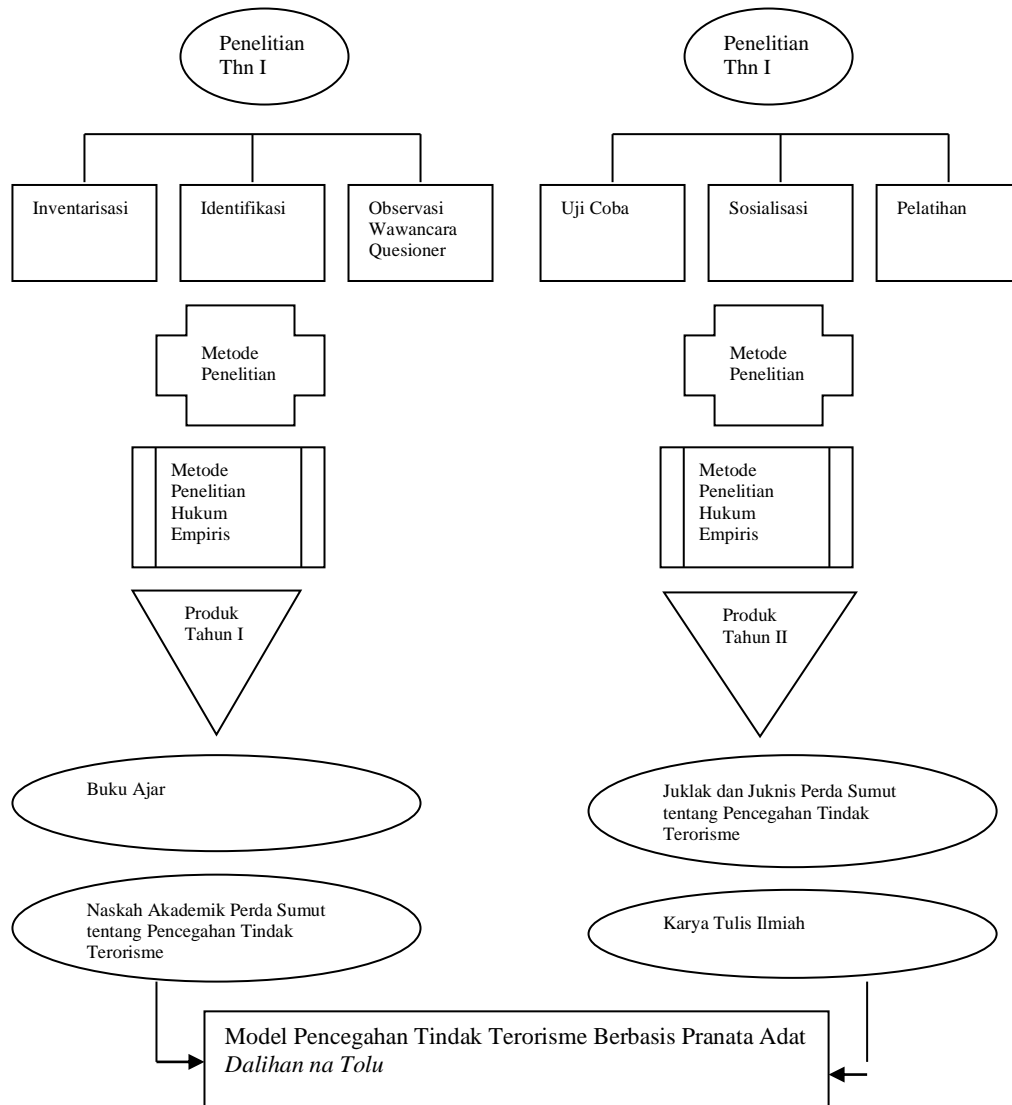 Penelitian
Thn I
Penelitian
Thn I
Inventarisasi
Identifikasi
Observasi
Wawancara
Quesioner
Uji Coba
Sosialisasi
Pelatihan
Metode
Penelitian
Metode
Penelitian
Metode
Penelitian
Hukum
Empiris
Metode
Penelitian
Hukum
Empiris
Produk
Tahun I
Produk
Tahun II
Buku Ajar
Juklak dan Juknis Perda Sumut
tentang Pencegahan Tindak
Terorisme
Naskah Akademik Perda Sumut
tentang Pencegahan Tindak
Terorisme
Karya Tulis Ilmiah
Model Pencegahan Tindak Terorisme Berbasis Pranata Adat
Dalihan na Tolu